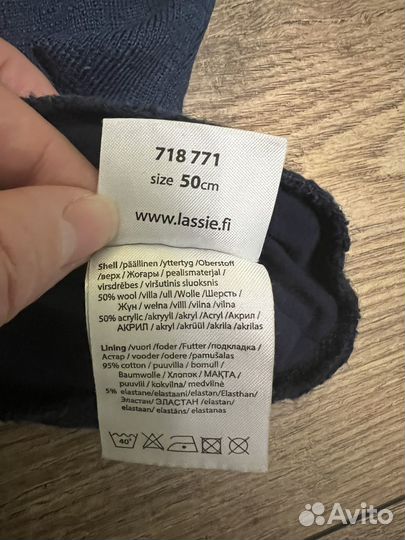 718 771
size 50cm
www.lassie.fi
Shell /päällinen /yttertyg /Oberstoff
/верх / Жоғары / pealismaterjal /
virsdrēbes / viršutinis sluoksnis
50% wool /villa /ull /Wolle /Шерсть /
Жүн / wełna /villl / vilna /vilna
50% acrylic /akryyli /akryl /Acryl /Акрил /
АКРИЛ / akryl / akrüül / akrila / akrilas
Lining /vuori /foder /Futter /подкладка /
Астар / vooder /odere /pamušalas
95% cotton / puuvilla / bomull /
Baumwolle / Хлопок / МАҚТА /
puuvill / kokvilna / medvilnė
5% elastane/elastaani/elastan/Elasthan/
Эластан/ ЭЛАСТАН /elastan
/ elastaan / elastāns/ elastanas
40°
Avito